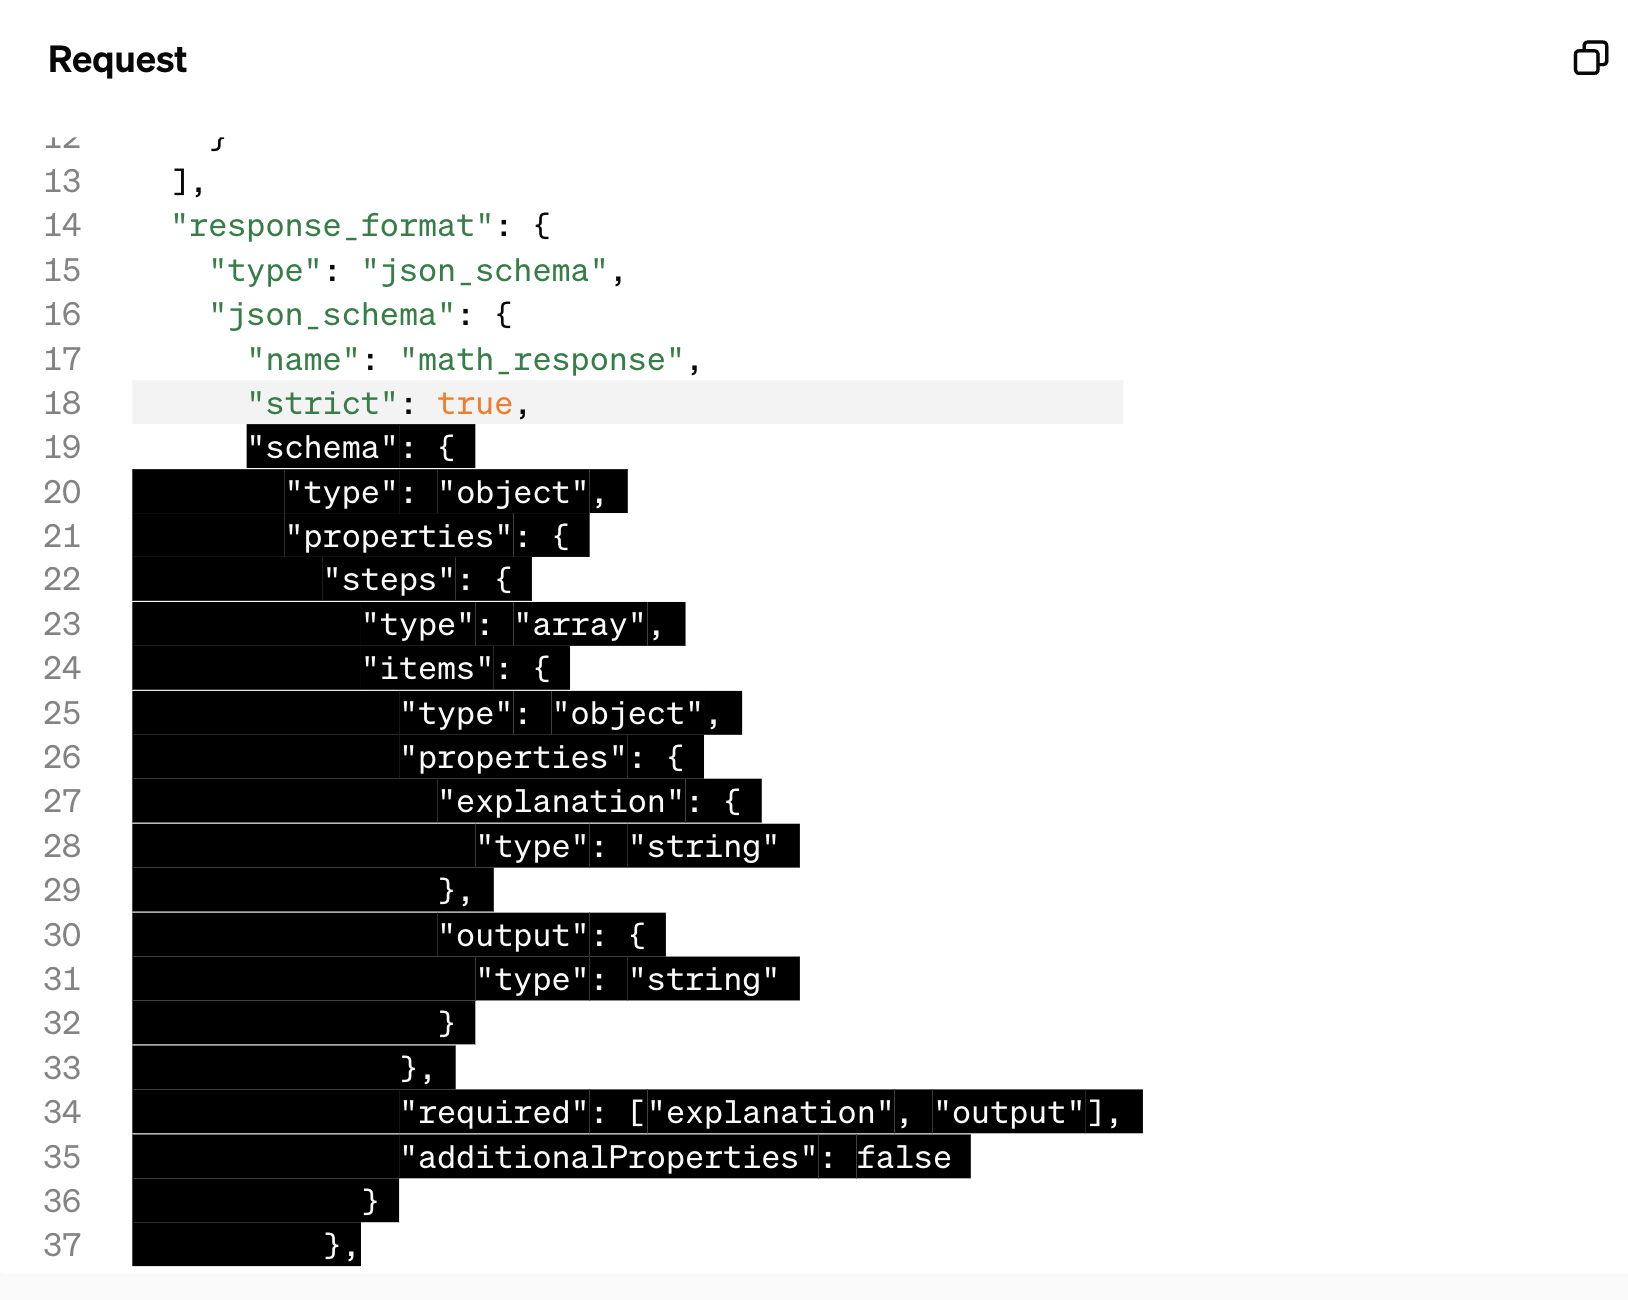 Request
12    }
13  ],
14  "response_format": {
15    "type": "json_schema",
16    "json_schema": {
17      "name": "math_response",
18      "strict": true,
19      "schema": {
20        "type": "object",
21        "properties": {
22          "steps": {
23            "type": "array",
24            "items": {
25              "type": "object",
26              "properties": {
27                "explanation": {
28                  "type": "string"
29                },
30                "output": {
31                  "type": "string"
32                }
33              },
34              "required": ["explanation", "output"],
35              "additionalProperties": false
36            }
37          },